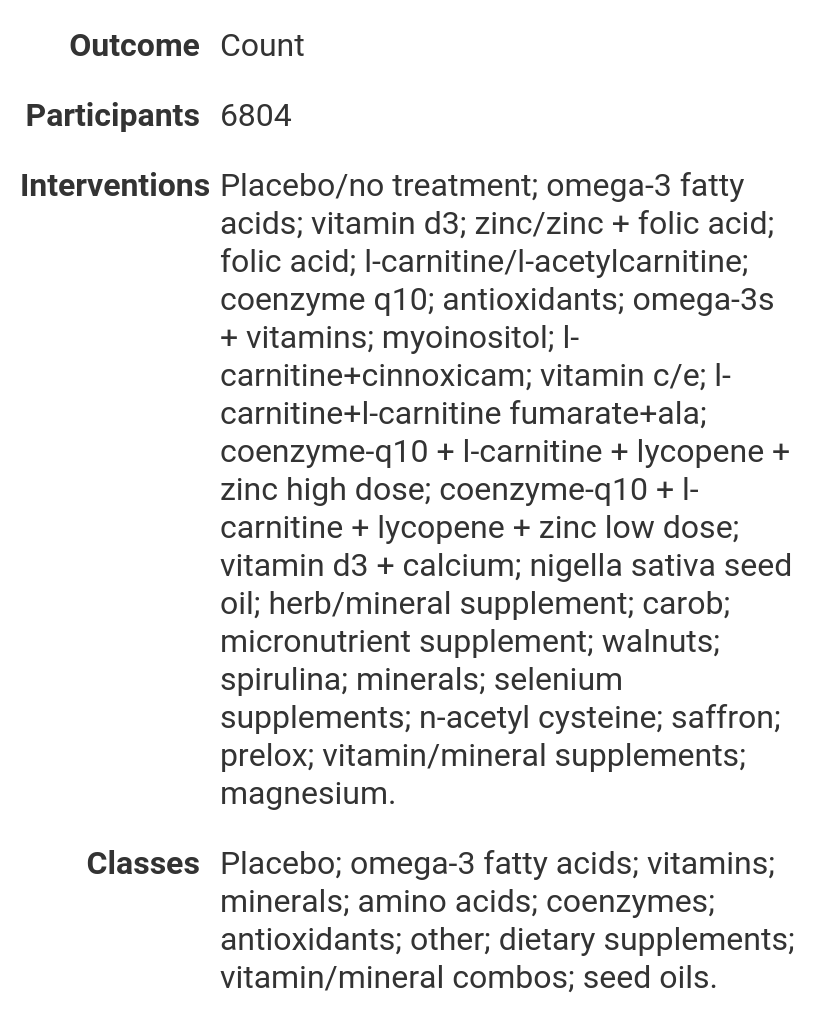 Outcome Count
Participants 6804
Interventions Placebo/no treatment; omega-3 fatty
acids; vitamin d3; zinc/zinc + folic acid;
folic acid; l-carnitine/l-acetylcarnitine;
coenzyme q10; antioxidants; omega-3s
+ vitamins; myoinositol; l-
carnitine+cinnoxicam; vitamin c/e; l-
carnitine+l-carnitine fumarate+ala;
coenzyme-q10 + l-carnitine + lycopene +
zinc high dose; coenzyme-q10 + l-
carnitine + lycopene + zinc low dose;
vitamin d3 + calcium; nigella sativa seed
oil; herb/mineral supplement; carob;
micronutrient supplement; walnuts;
spirulina; minerals; selenium
supplements; n-acetyl cysteine; saffron;
prelox; vitamin/mineral supplements;
magnesium.
Classes Placebo; omega-3 fatty acids; vitamins;
minerals; amino acids; coenzymes;
antioxidants; other; dietary supplements;
vitamin/mineral combos; seed oils.